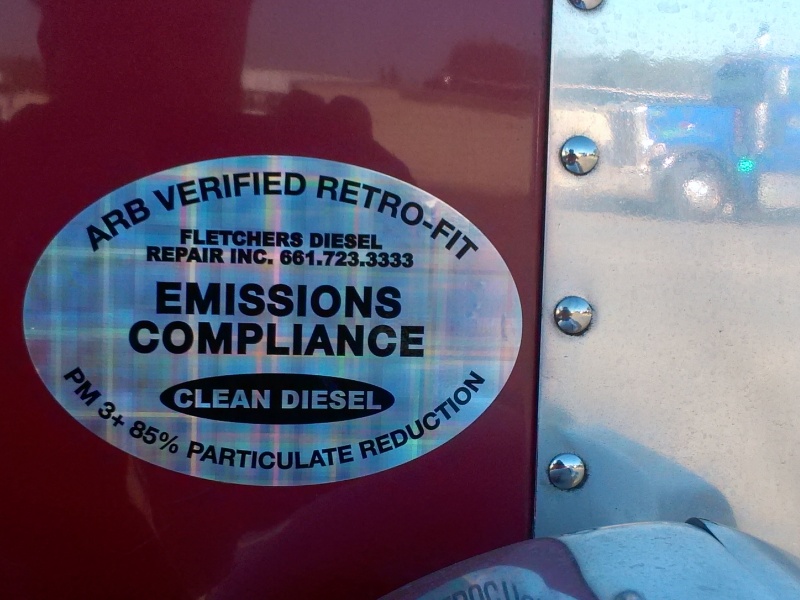 ARB VERIFIED RETRO-FIT
FLETCHERS DIESEL
REPAIR INC. 661.723.3333
EMISSIONS
COMPLIANCE
CLEAN DIESEL
PM 3+ 85% PARTICULATE REDUCTION